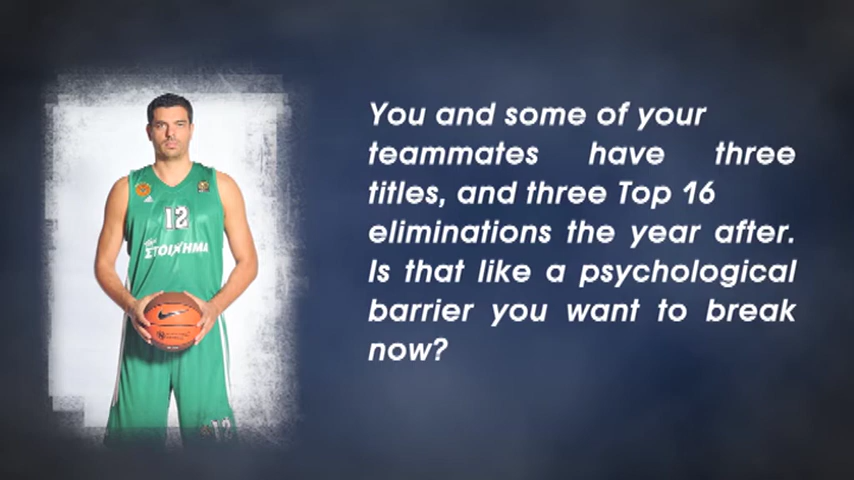 You and some of your
teammates have three
titles, and three Top 16
eliminations the year after.
Is that like a psychological
barrier you want to break
now?
12
ΣΤΟΙΧΗΜΑ
12